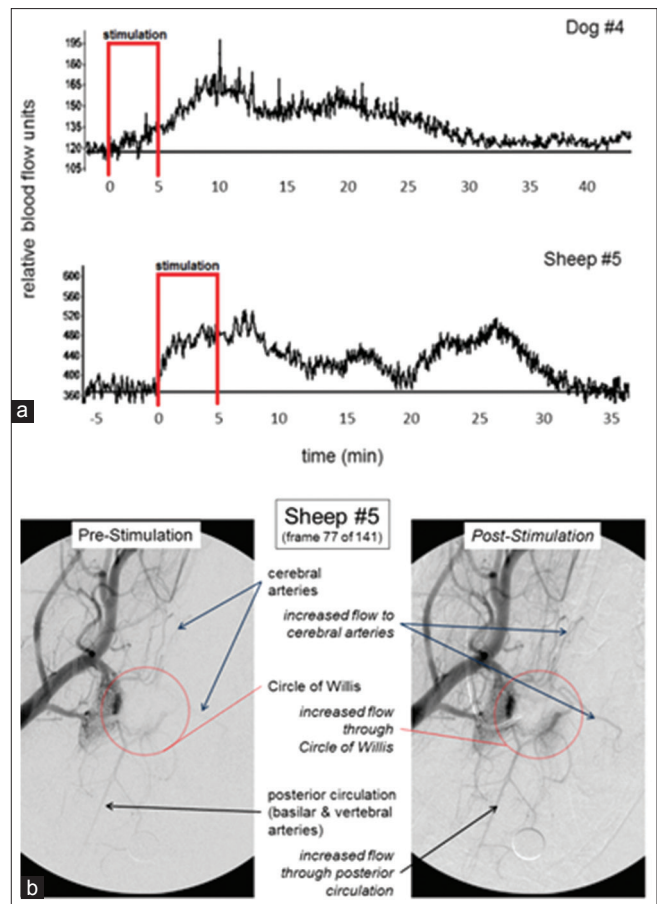 Dog #4
stimulation
195
180
165
150
135
120
105
0 5 10 15 20 25 30 35 40
relative blood flow units
Sheep #5
stimulation
600
560
520
480
440
400
360
-5 0 5 10 15 20 25 30 35
time (min)
a
Sheep #5
(frame 77 of 141)
Pre-Stimulation
Post-Stimulation
cerebral
arteries
increased flow to
cerebral arteries
Circle of Willis
increased flow
through
Circle of Willis
posterior circulation
(basilar & vertebral
arteries)
increased flow
through posterior
circulation
b